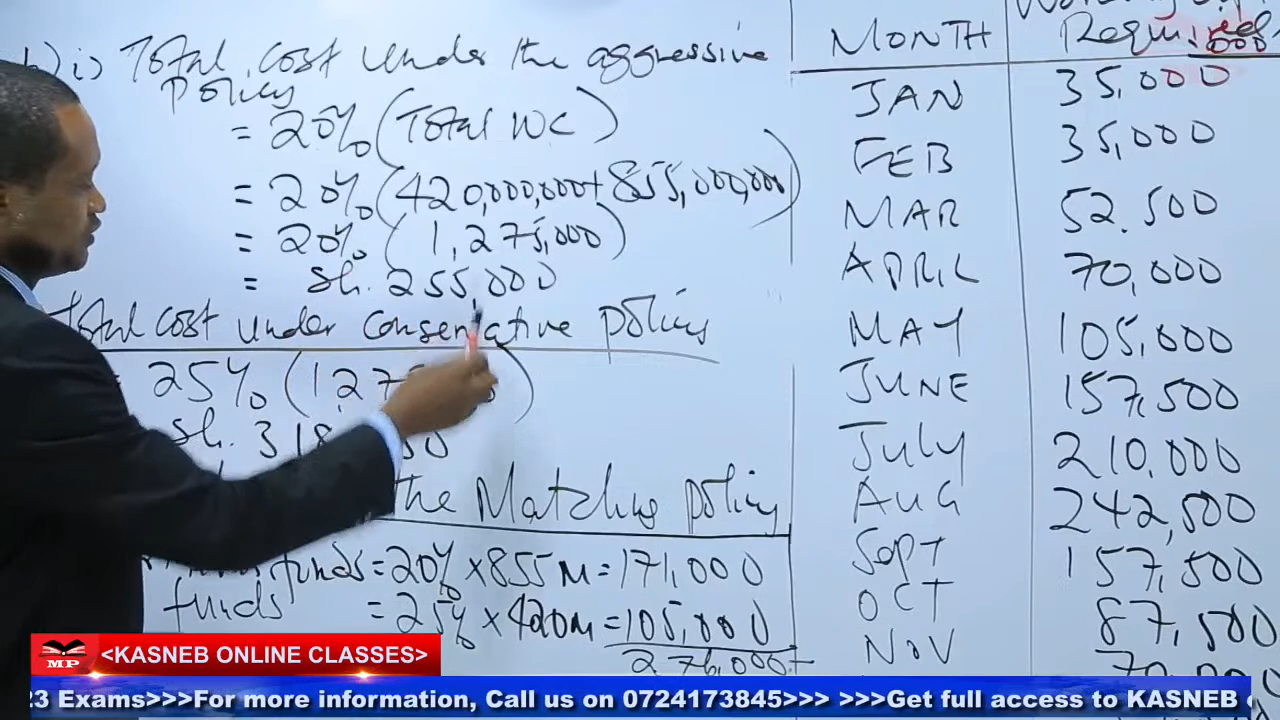 b) i) Total cost under the aggressive
policy
= 20% (Total WC)
= 20% (420,000,000 + 855,000,000)
= 20% (1,275,000)
= Sh. 255,000
Total cost under conservative policy
25% (1,27
Sh. 318
the Matching policy
funds = 20% × 855 M = 171,000
funds = 25% × 420M = 105,000
276,000
Required
MONTH 000
JAN 35,000
FEB 35,000
MAR 52.500
APRIL 70,000
MAY 105,000
JUNE 157,500
July 210,000
AUG 242,500
Sept 157,500
OCT 87,500
NOV
MP
<KASNEB ONLINE CLASSES>
23 Exams>>>For more information, Call us on 0724173845>>> >>>Get full access to KASNEB